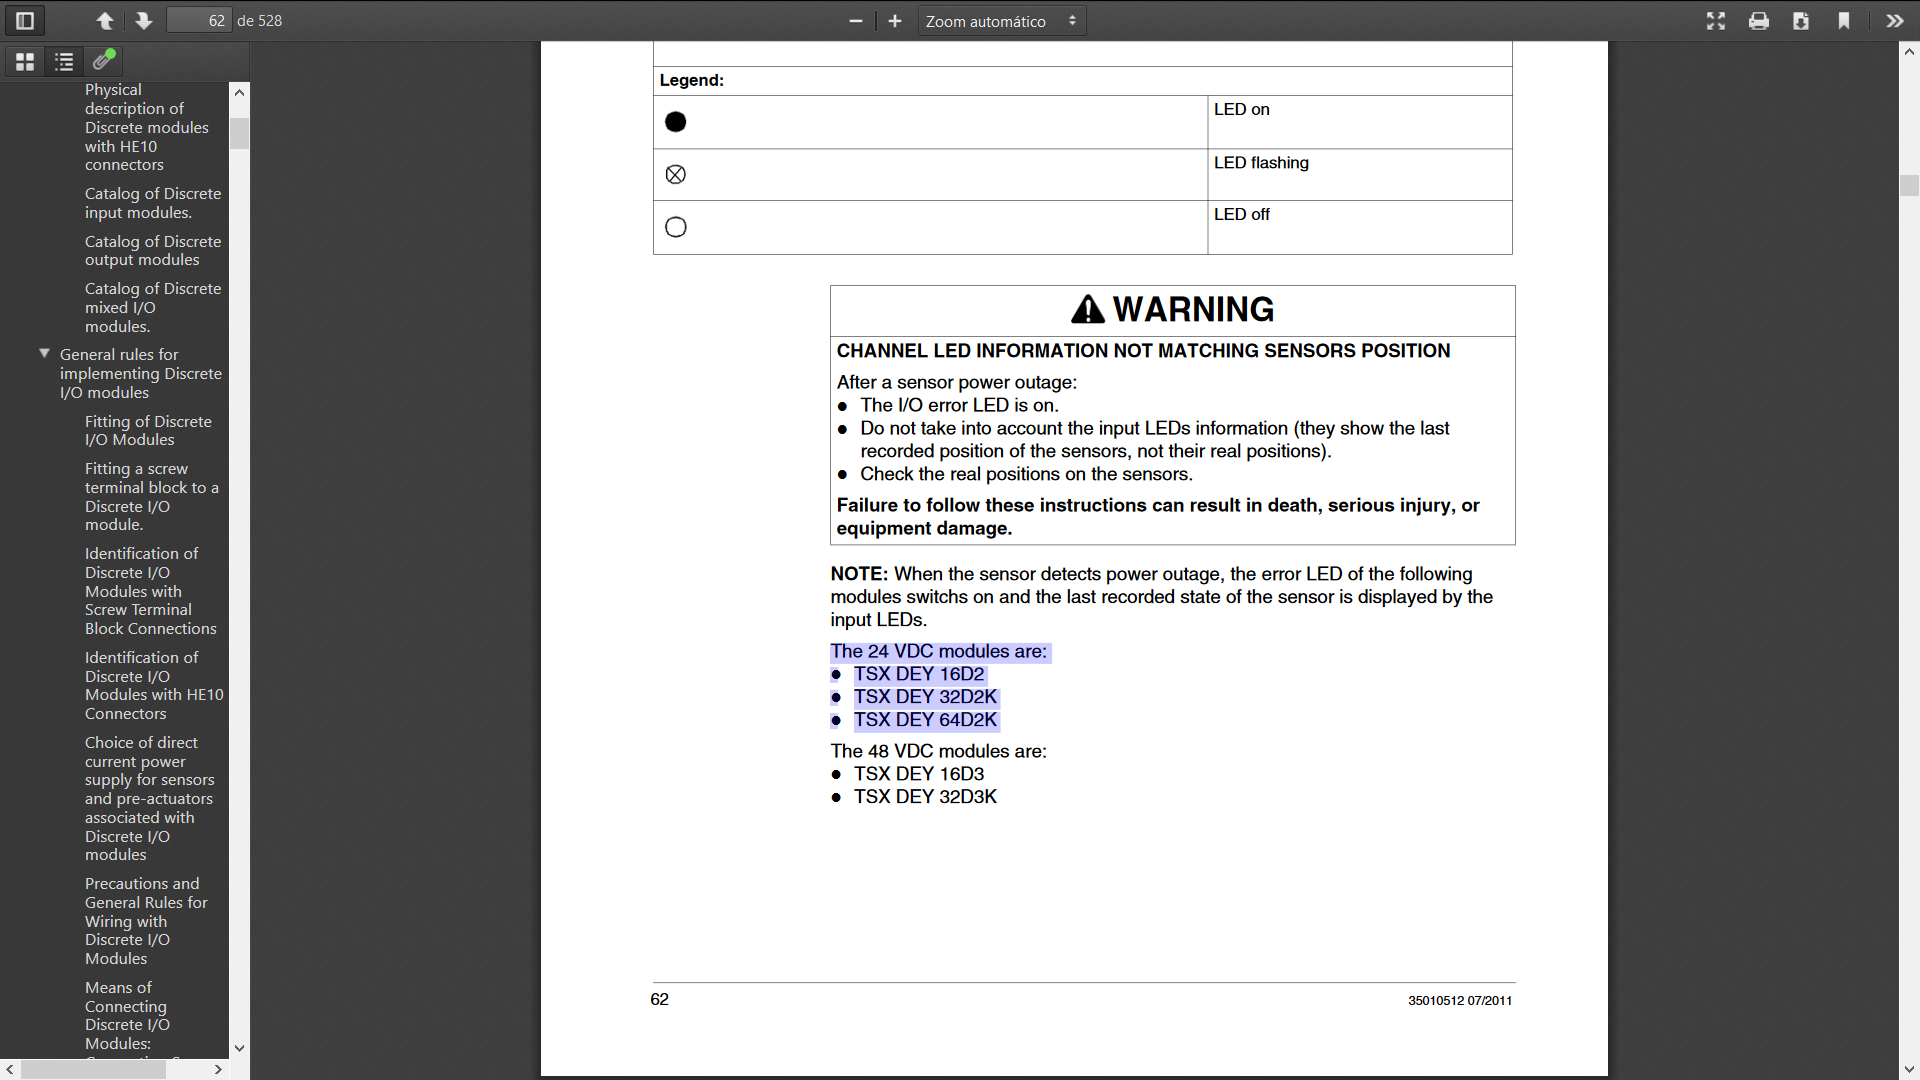 62 de 528
Zoom automático
Physical
description of
Discrete modules
with HE10
connectors
Catalog of Discrete
input modules.
Catalog of Discrete
output modules
Catalog of Discrete
mixed I/O
modules.
General rules for
implementing Discrete
I/O modules
Fitting of Discrete
I/O Modules
Fitting a screw
terminal block to a
Discrete I/O
module.
Identification of
Discrete I/O
Modules with
Screw Terminal
Block Connections
Identification of
Discrete I/O
Modules with HE10
Connectors
Choice of direct
current power
supply for sensors
and pre-actuators
associated with
Discrete I/O
modules
Precautions and
General Rules for
Wiring with
Discrete I/O
Modules
Means of
Connecting
Discrete I/O
Modules:
Legend:
LED on
LED flashing
LED off
WARNING
CHANNEL LED INFORMATION NOT MATCHING SENSORS POSITION
After a sensor power outage:
● The I/O error LED is on.
● Do not take into account the input LEDs information (they show the last
recorded position of the sensors, not their real positions).
● Check the real positions on the sensors.
Failure to follow these instructions can result in death, serious injury, or
equipment damage.
NOTE: When the sensor detects power outage, the error LED of the following
modules switchs on and the last recorded state of the sensor is displayed by the
input LEDs.
The 24 VDC modules are:
● TSX DEY 16D2
● TSX DEY 32D2K
● TSX DEY 64D2K
The 48 VDC modules are:
● TSX DEY 16D3
● TSX DEY 32D3K
62
35010512 07/2011